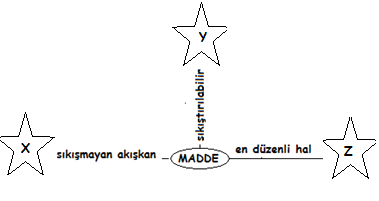 Y
sıkıştırılabilir
X
sıkışmayan akışkan
MADDE
en düzenli hal
Z